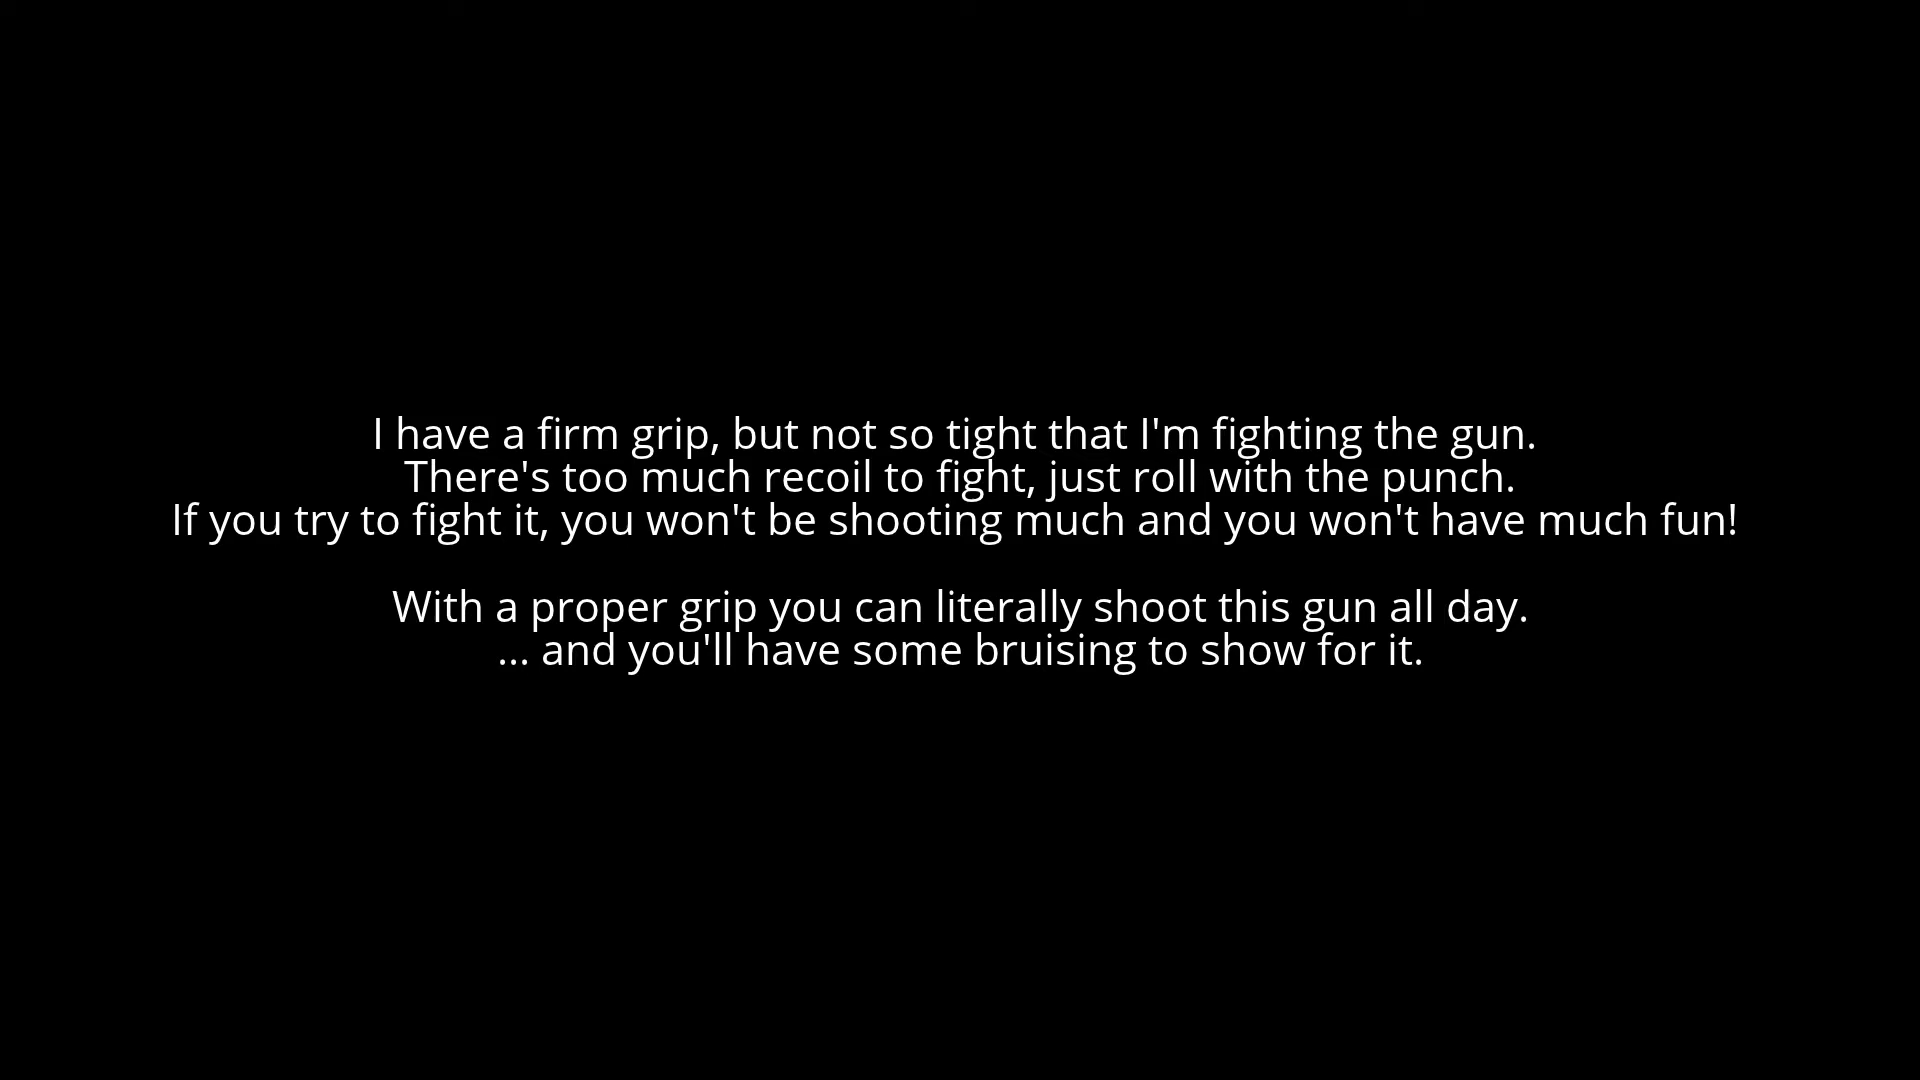 I have a firm grip, but not so tight that I'm fighting the gun.
There's too much recoil to fight, just roll with the punch.
If you try to fight it, you won't be shooting much and you won't have much fun!
With a proper grip you can literally shoot this gun all day.
... and you'll have some bruising to show for it.